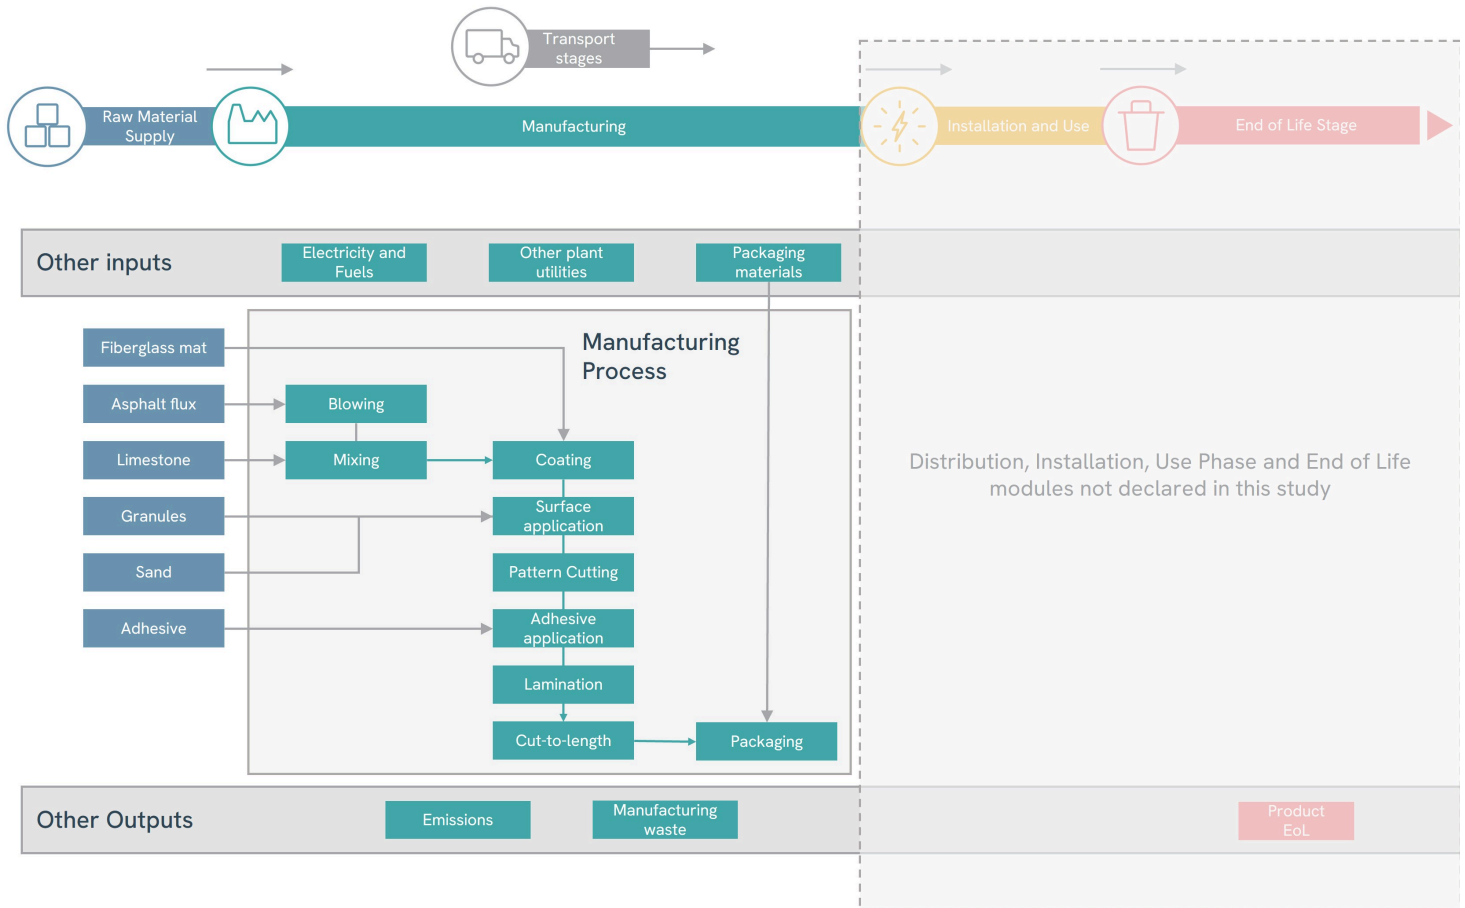 Transport
stages
Raw Material
Supply
Manufacturing
Installation and Use
End of Life Stage
Other inputs
Electricity and
Fuels
Other plant
utilities
Packaging
materials
Manufacturing
Process
Fiberglass mat
Asphalt flux
Blowing
Limestone
Mixing
Coating
Distribution, Installation, Use Phase and End of Life
modules not declared in this study
Granules
Surface
application
Sand
Pattern Cutting
Adhesive
Adhesive
application
Lamination
Cut-to-length
Packaging
Other Outputs
Emissions
Manufacturing
waste
Product
EoL